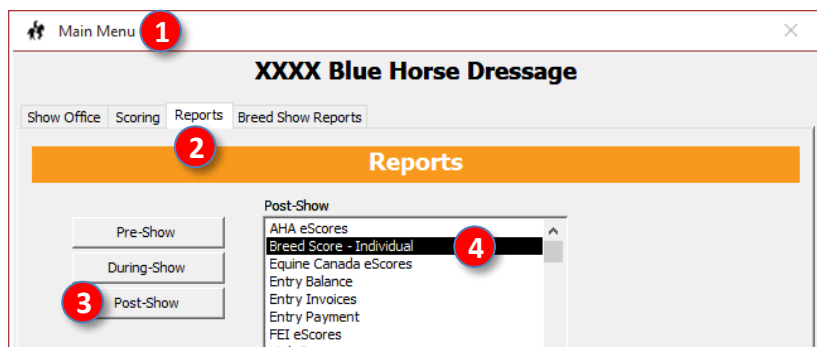 Main Menu 1
XXXX Blue Horse Dressage
Show Office Scoring Reports Breed Show Reports
2
Reports
Post-Show
Pre-Show
During-Show
3 Post-Show
AHA eScores
Breed Score - Individual 4
Equine Canada eScores
Entry Balance
Entry Invoices
Entry Payment
FEI eScores